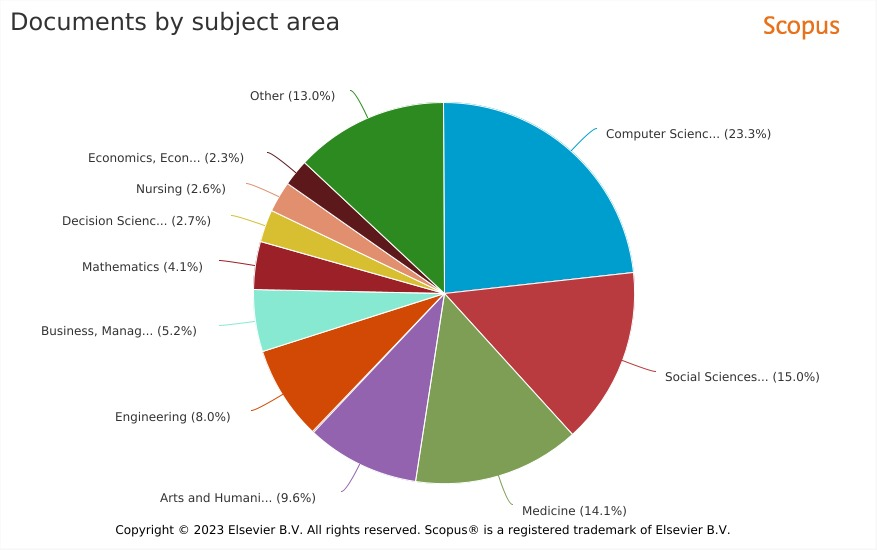 Documents by subject area
Scopus
Other (13.0%)
Computer Scienc... (23.3%)
Economics, Econ... (2.3%)
Nursing (2.6%)
Decision Scienc... (2.7%)
Mathematics (4.1%)
Business, Manag... (5.2%)
Social Sciences... (15.0%)
Engineering (8.0%)
Arts and Humani... (9.6%)
Medicine (14.1%)
Copyright © 2023 Elsevier B.V. All rights reserved. Scopus® is a registered trademark of Elsevier B.V.